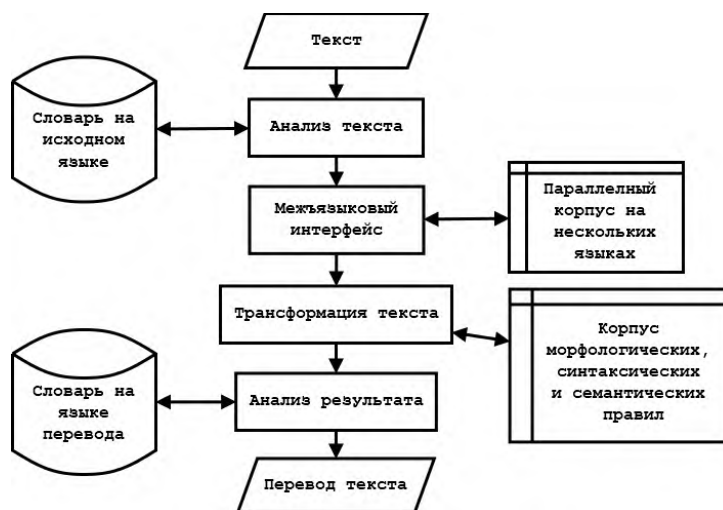 Текст
Словарь на
исходном
языке
Анализ текста
Межъязыковый
интерфейс
Параллелный
корпус на
нескольких
языках
Трансформация текста
Корпус
морфологических,
синтаксических
и семантических
правил
Словарь на
языке
перевода
Анализ результата
Перевод текста